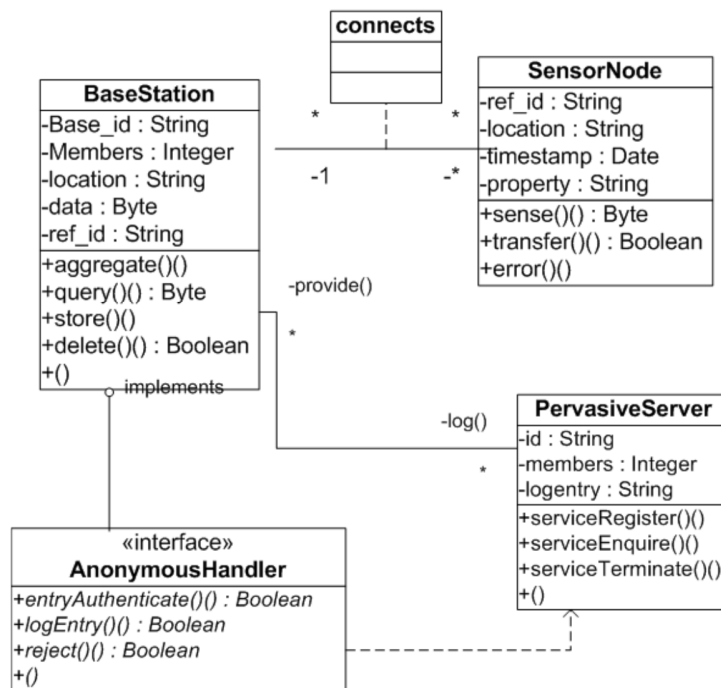 connects
BaseStation
-Base_id : String
-Members : Integer
-location : String
-data : Byte
-ref_id : String
+aggregate()()
+query()() : Byte
+store()()
+delete()() : Boolean
+()
* *
-1 -*
SensorNode
-ref_id : String
-location : String
-timestamp : Date
-property : String
+sense()() : Byte
+transfer()() : Boolean
+error()()
-provide()
*
implements
-log()
*
PervasiveServer
-id : String
-members : Integer
-logentry : String
+serviceRegister()()
+serviceEnquire()()
+serviceTerminate()()
+()
«interface»
AnonymousHandler
+entryAuthenticate()() : Boolean
+logEntry()() : Boolean
+reject()() : Boolean
+()